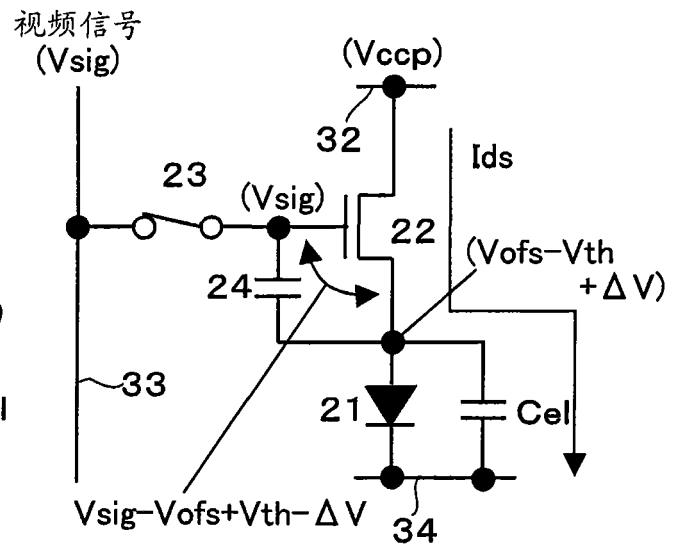 视频信号
(Vsig)
(Vccp)
32
Ids
23
(Vsig)
22
(Vofs-Vth
+ΔV)
24
33
21
Cel
Vsig-Vofs+Vth-ΔV
34